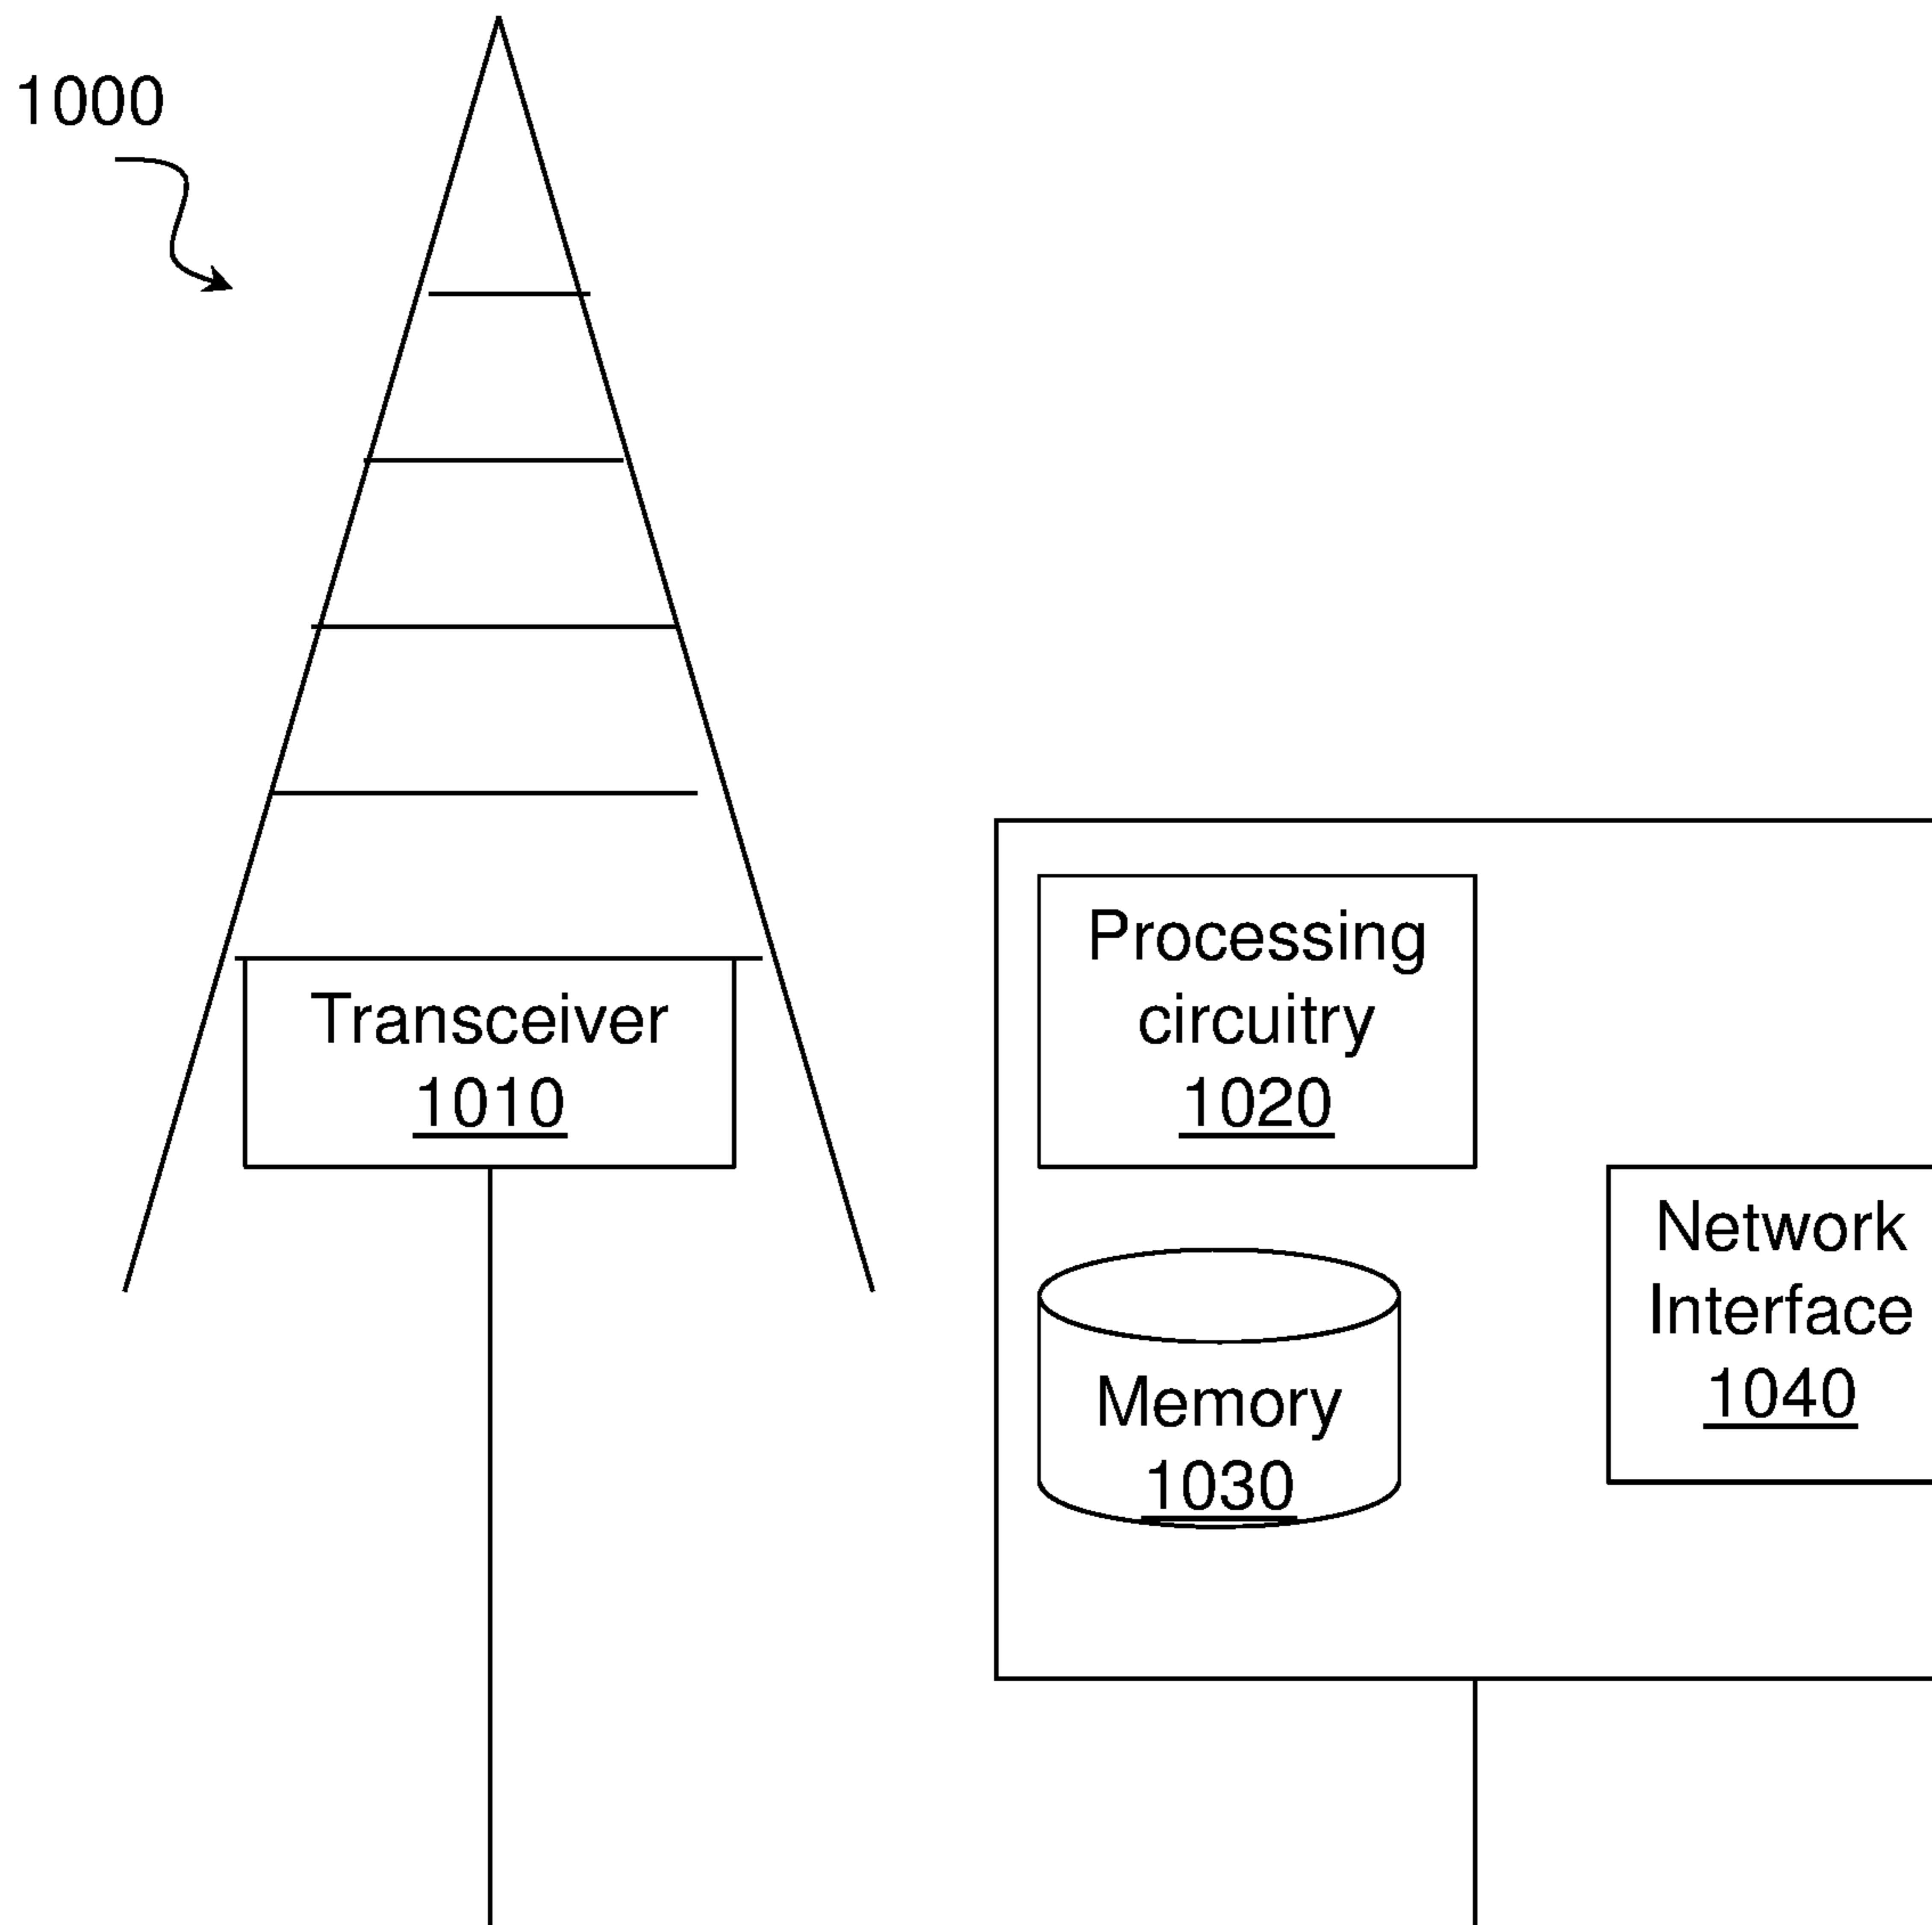 1000
Transceiver
1010
Processing
circuitry
1020
Memory
1030
Network
Interface
1040